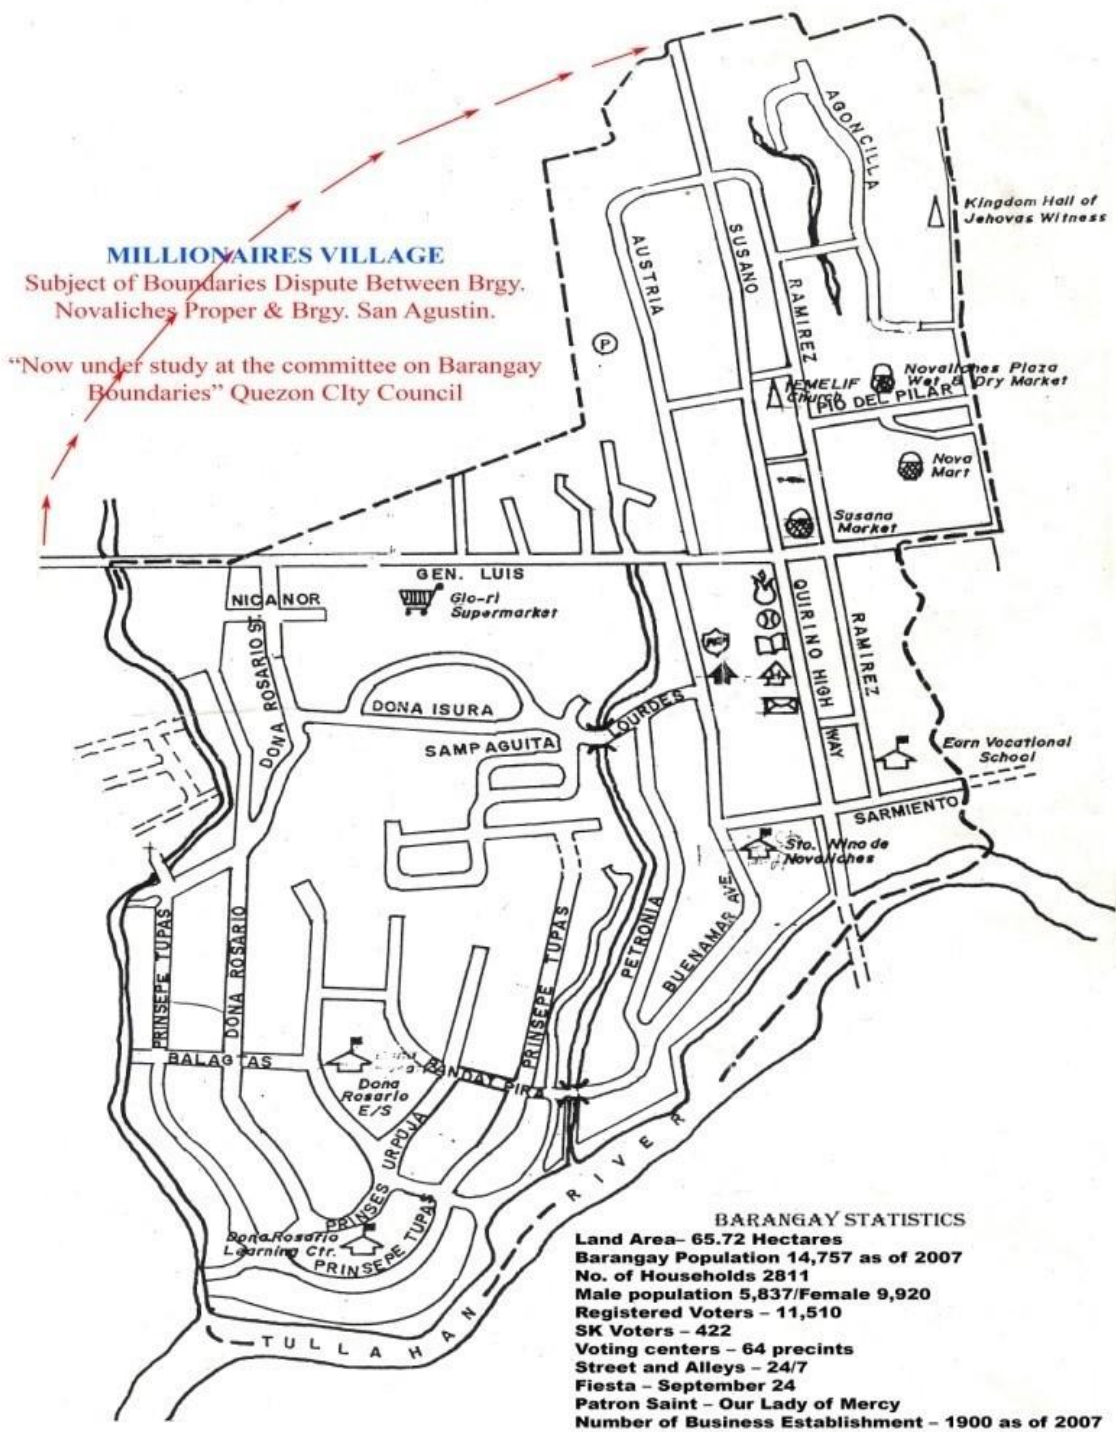 AGONCILLA
Kingdom Hall of
Jehovas Witness
MILLIONAIRES VILLAGE
Subject of Boundaries Dispute Between Brgy.
Novaliches Proper & Brgy. San Agustin.
“Now under study at the committee on Barangay
Boundaries” Quezon CIty Council
AUSTRIA
SUSANO
RAMIREZ
P
Novaliches Plaza
Wet & Dry Market
IEMELIF
Church
PIO DEL PILAR
Nova
Mart
Susana
Market
GEN. LUIS
NICANOR
Glo-ri
Supermarket
QUIRINO HIGH
WAY
RAMIREZ
DONA ROSARIO ST.
DONA ISURA
LOURDES
SAMPAGUITA
Earn Vocational
School
SARMIENTO
Sto. Nino de
Novaliches
PRINSEPE TUPAS
DONA ROSARIO
PRINSEPE TUPAS
PETRONIA
BUENAMAR AVE.
BALAGTAS
PANDAY PIRA
Dona
Rosario
E/S
PRINSES URPOJA
Dona Rosario
Learning Ctr.
PRINSEPE TUPAS
TULLAHAN RIVER
BARANGAY STATISTICS
Land Area– 65.72 Hectares
Barangay Population 14,757 as of 2007
No. of Households 2811
Male population 5,837/Female 9,920
Registered Voters – 11,510
SK Voters – 422
Voting centers – 64 precints
Street and Alleys – 24/7
Fiesta – September 24
Patron Saint – Our Lady of Mercy
Number of Business Establishment – 1900 as of 2007